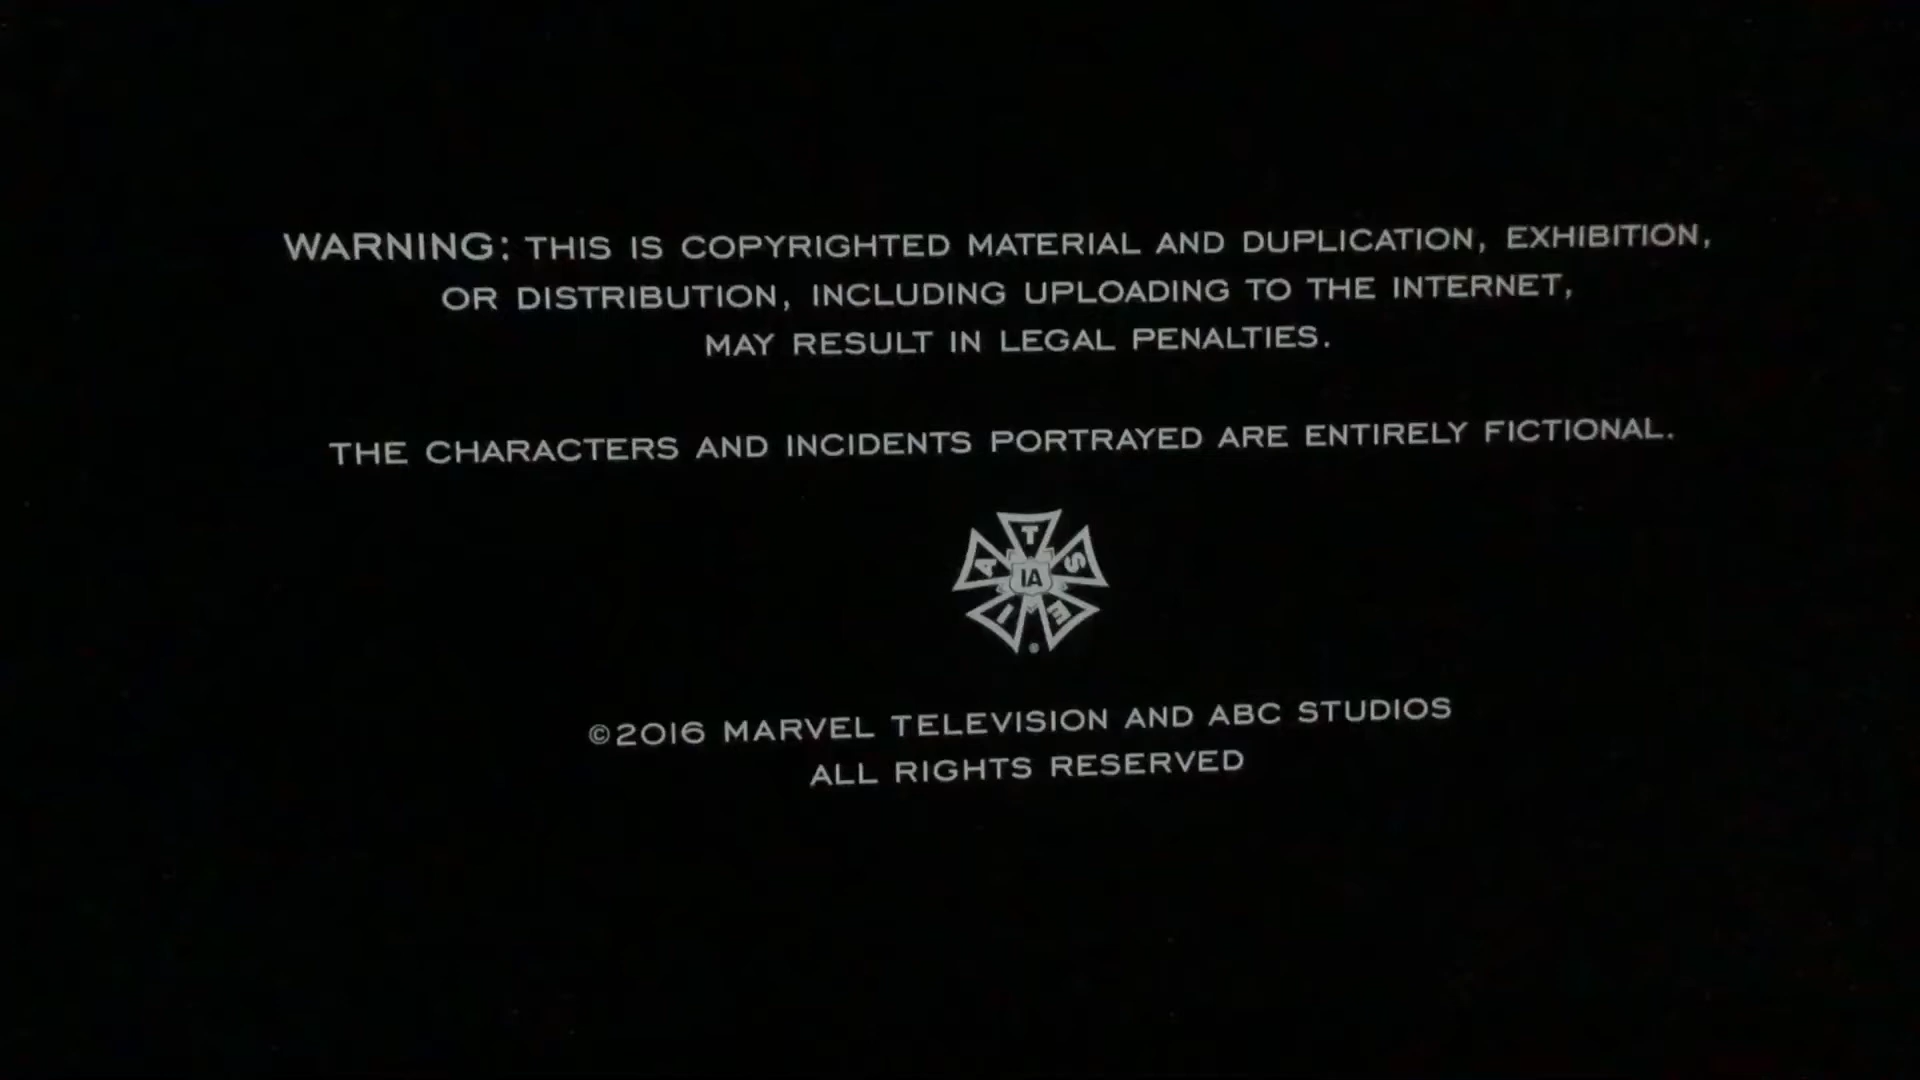 WARNING: THIS IS COPYRIGHTED MATERIAL AND DUPLICATION, EXHIBITION,
OR DISTRIBUTION, INCLUDING UPLOADING TO THE INTERNET,
MAY RESULT IN LEGAL PENALTIES.
THE CHARACTERS AND INCIDENTS PORTRAYED ARE ENTIRELY FICTIONAL.
I A T S E
IA
©2016 MARVEL TELEVISION AND ABC STUDIOS
ALL RIGHTS RESERVED